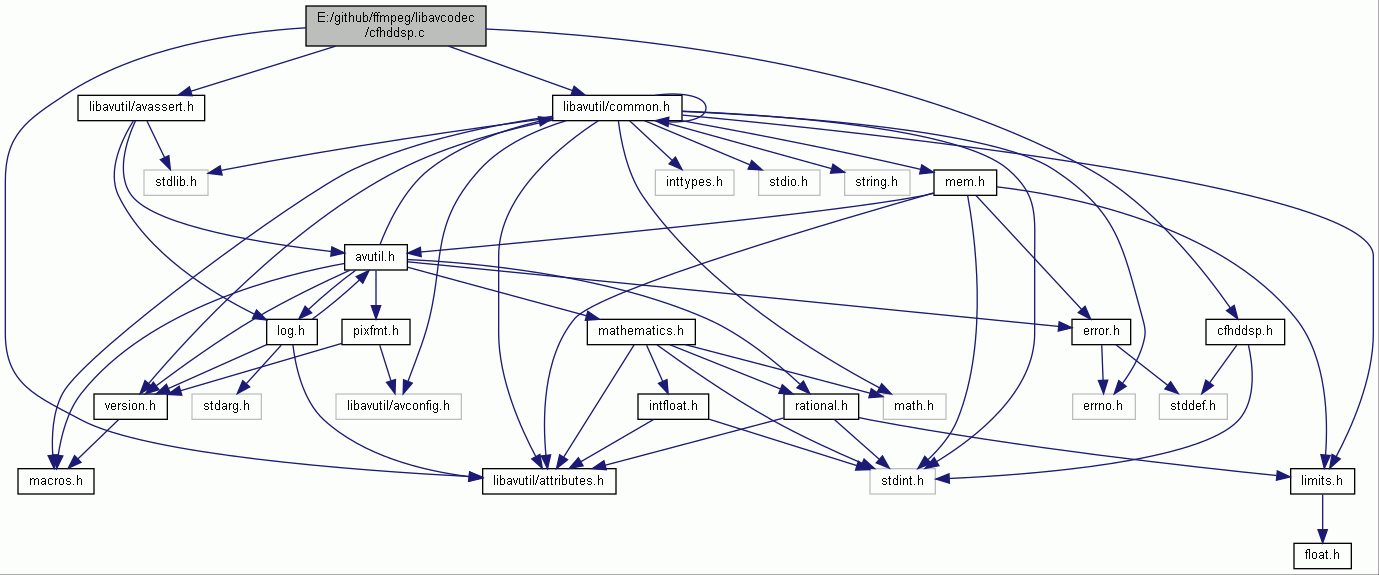 E:/github/ffmpeg/libavcodec
/cfhddsp.c
libavutil/avassert.h
libavutil/common.h
stdlib.h
inttypes.h
stdio.h
string.h
mem.h
avutil.h
log.h
pixfmt.h
mathematics.h
error.h
cfhddsp.h
version.h
stdarg.h
libavutil/avconfig.h
intfloat.h
rational.h
math.h
errno.h
stddef.h
macros.h
libavutil/attributes.h
stdint.h
limits.h
float.h